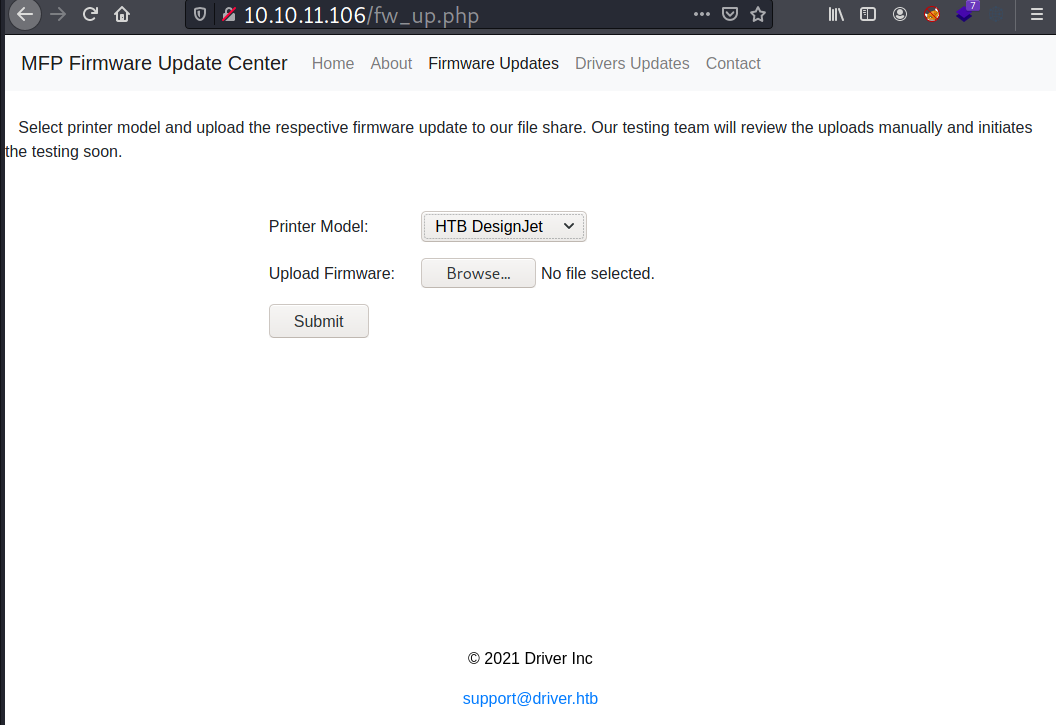 10.10.11.106/fw_up.php
7
MFP Firmware Update Center Home About Firmware Updates Drivers Updates Contact
Select printer model and upload the respective firmware update to our file share. Our testing team will review the uploads manually and initiates
the testing soon.
Printer Model: HTB DesignJet
Upload Firmware: Browse... No file selected.
Submit
© 2021 Driver Inc
support@driver.htb